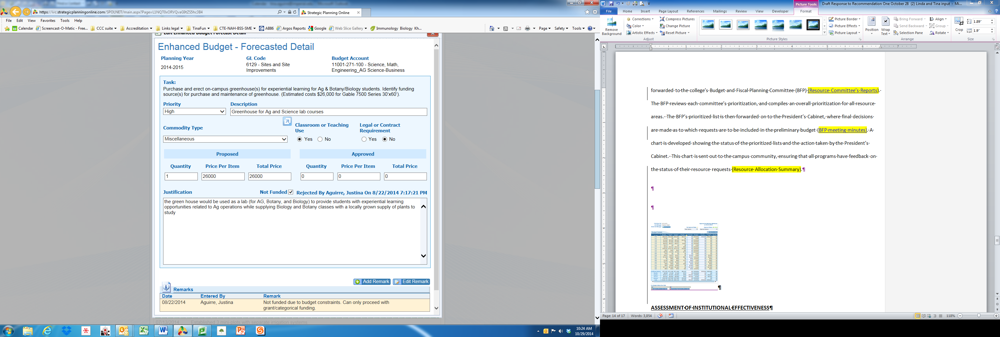 https://ivc.strategicplanningonline.com/SPOLNET/main.aspx?Page=L1NQT0xORVQvaG9tZS5hc3B4
Strategic Planning Online
File Edit View Favorites Tools Help
Calendar Screencast-O-Matic - Free... CCC suite Accreditation Links legal TinaFun CTE-NAH-BSS-SME AB86 Argos Reports Google Web Slice Gallery Immunology Biology Kh...
Page Safety Tools
Edit Enhanced Budget Forecast Detail
Enhanced Budget - Forecasted Detail
Planning Year GL Code Budget Account
2014-2015
6129 - Sites and Site
Improvements
11001-271-100 - Science, Math,
Engineering_AG Science-Business
Task:
Purchase and erect on-campus greenhouse(s) for experiential learning for Ag & Botany/Biology students. Identify funding
source(s) for purchase and maintenance of greenhouse. (Estimated costs $26,000 for Gable 7500 Series 30'x60').
Priority Description
High Greenhouse for Ag and Science lab courses
Commodity Type
Classroom or Teaching
Use
Legal or Contract
Requirement
Miscellaneous Yes No Yes No
Proposed Approved
Quantity Price Per Item Total Price Quantity Price Per Item Total Price
1 26000 26000 0 0 0
Justification Not Funded Rejected By Aguirre, Justina On 8/22/2014 7:17:21 PM
the green house would be used as a lab (for AG, Botany, and Biology) to provide students with experiential learning
opportunities related to Ag operations while supplying Biology and Botany classes with a locally grown supply of plants to
study
Add Remark Edit Remark
Remarks
Date Entered By Remark
08/22/2014 Aguirre, Justina Not funded due to budget constraints. Can only proceed with
grant/categorical funding.
07/13/2014 Established 3 mini-plots with separate irrigation systems
10:24 AM
10/29/2014
Picture Tools
Draft Response to Recommendation One October 28 (2) Linda and Tina input - Mi...
File Home Insert Page Layout References Mailings Review View Developer Format
Remove
Background
Corrections
Color
Artistic Effects
Compress Pictures
Change Picture
Reset Picture
Adjust
Picture Styles
Picture Border
Picture Effects
Picture Layout
Position
Wrap
Text
Bring Forward
Send Backward
Selection Pane
Align
Group
Rotate
Arrange
Crop
1.89"
1.9"
Size
forwarded to the college's Budget and Fiscal Planning Committee (BFP) (Resource Committee's Reports).
The BFP reviews each committee's prioritization, and compiles an overall prioritization for all resource
areas. The BFP's prioritized list is then forwarded on to the President's Cabinet, where final decisions
are made as to which requests are to be included in the preliminary budget (BFP meeting minutes). A
chart is developed showing the status of the prioritized lists and the action taken by the President's
Cabinet. This chart is sent out to the campus community, ensuring that all programs have feedback on
the status of their resource requests (Resource Allocation Summary).¶
¶
¶
Budget Details
¶
ASSESSMENT OF INSTITUTIONAL EFFECTIVENESS¶
Page: 14 of 17 Words: 3,854 118%